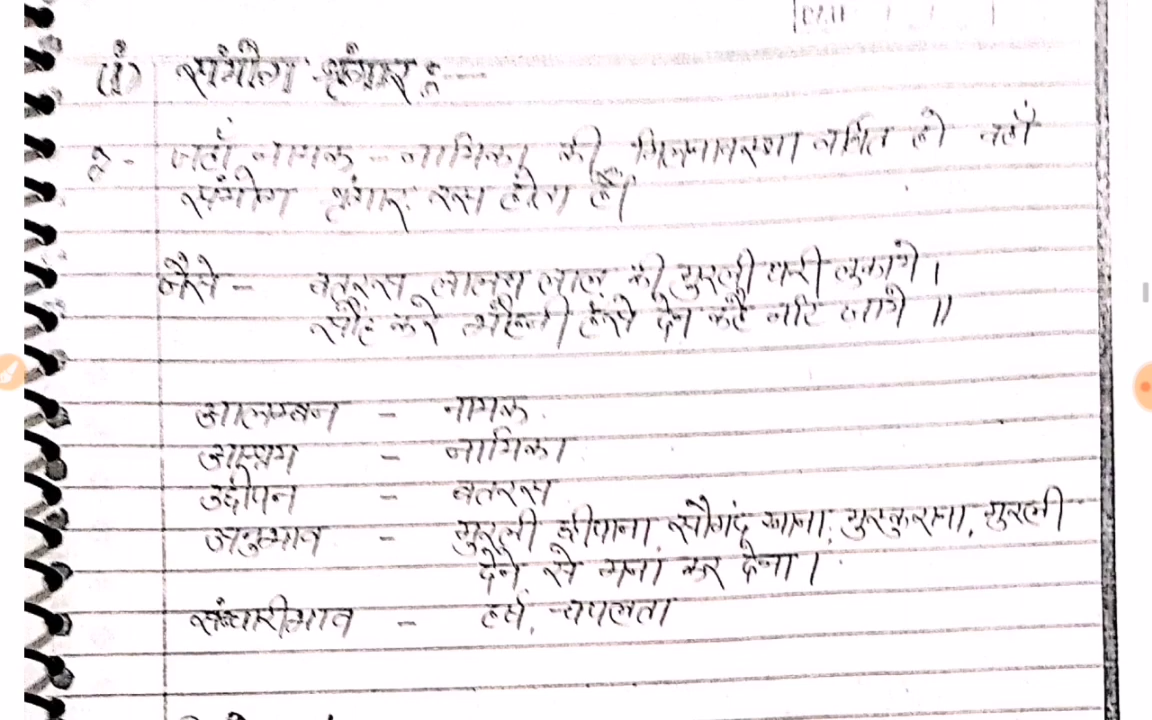 (i) संयोग श्रृंगार :-
जहाँ नायक - नायिका की मिलनावस्था वर्णित हो वहाँ
संयोग श्रृंगार रस होता है।
जैसे - बतरस लालच लाल की मुरली धरी लुकाये।
सौंह करे भौंहनी हंसे देन कहै नटि जाये॥
आलम्बन - नायक
आश्रय - नायिका
उद्दीपन - बतरस
अनुभाव - मुरली छीपाना, सौगंद खाना, मुस्कुराना, मुरली
देने से मना कर देना।
संचारीभाव - हर्ष, चपलता